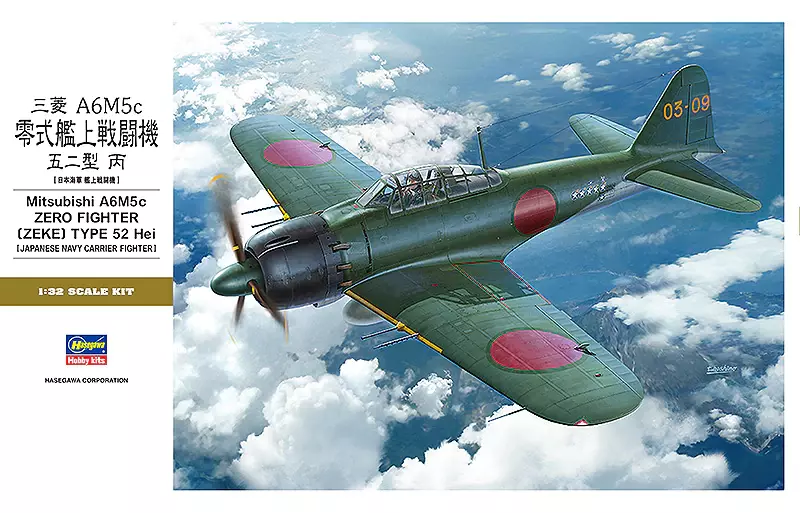 三菱 A6M5c
零式艦上戦闘機
五二型 丙
[日本海軍 艦上戦闘機]
Mitsubishi A6M5c
ZERO FIGHTER
(ZEKE) TYPE 52 Hei
[JAPANESE NAVY CARRIER FIGHTER]
1:32 SCALE KIT
Hasegawa
Hobby kits
HASEGAWA CORPORATION
03-09